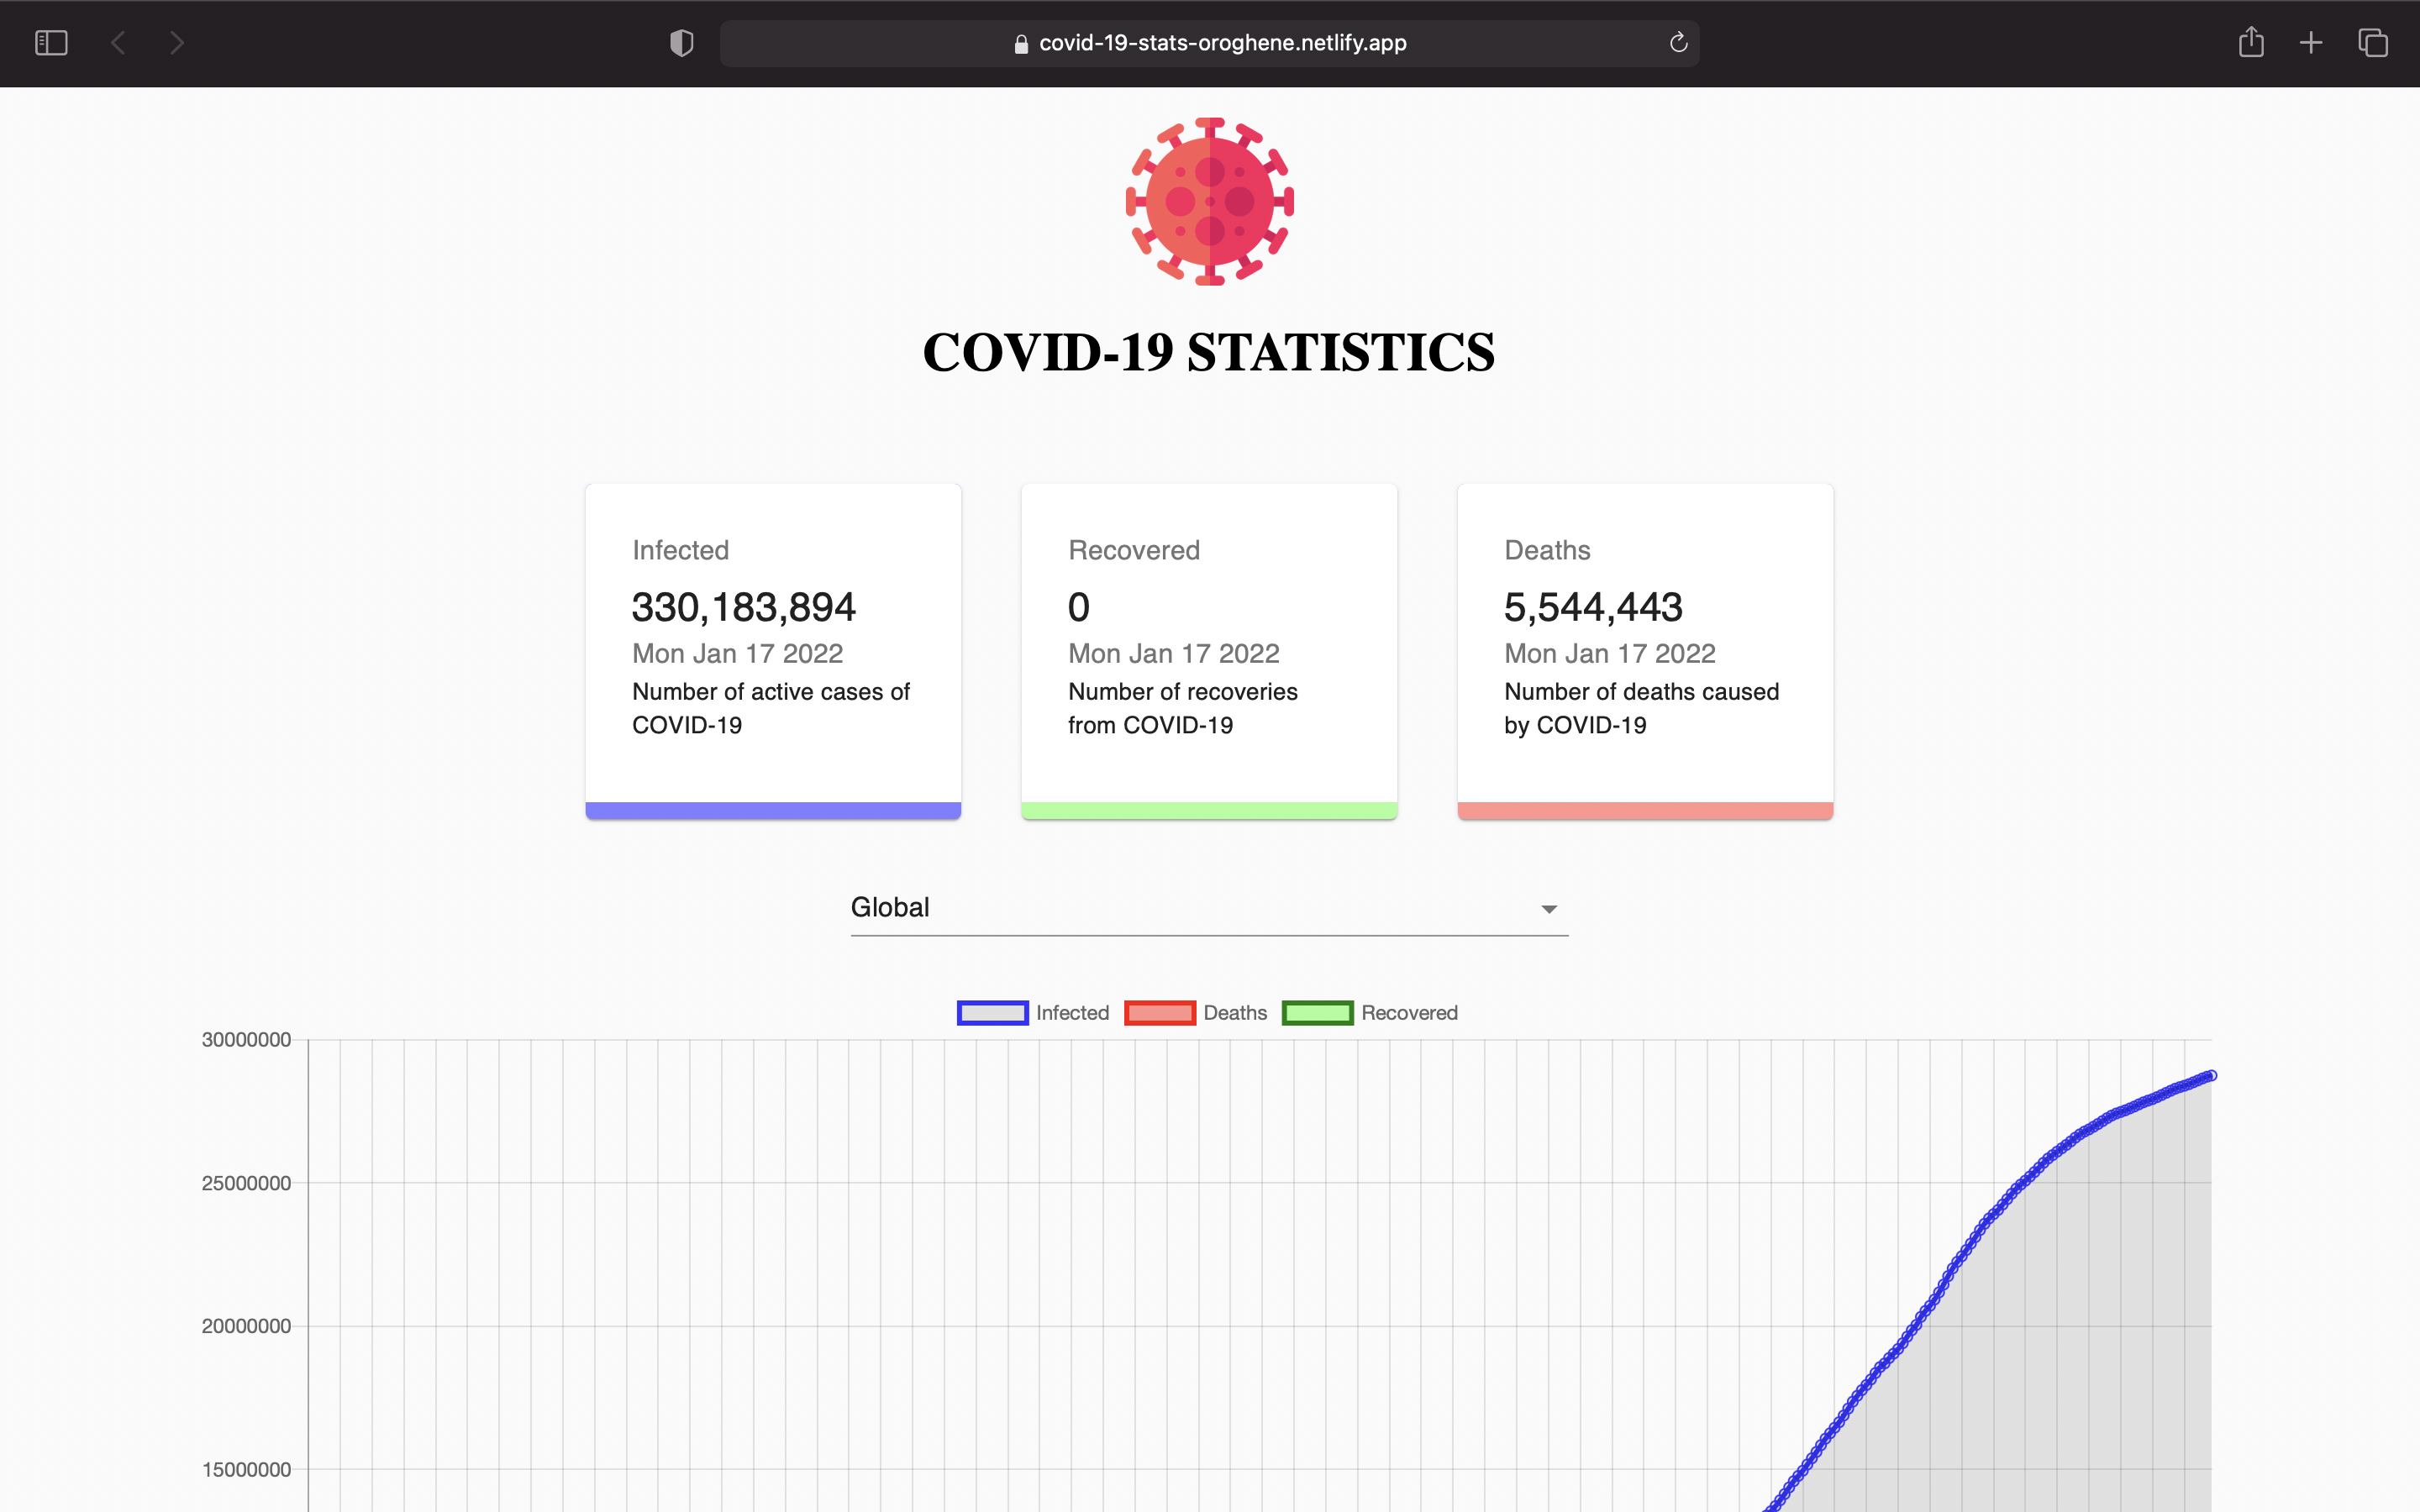 covid-19-stats-oroghene.netlify.app
COVID-19 STATISTICS
Infected
330,183,894
Mon Jan 17 2022
Number of active cases of
COVID-19
Recovered
0
Mon Jan 17 2022
Number of recoveries
from COVID-19
Deaths
5,544,443
Mon Jan 17 2022
Number of deaths caused
by COVID-19
Global
Infected Deaths Recovered
30000000
25000000
20000000
15000000